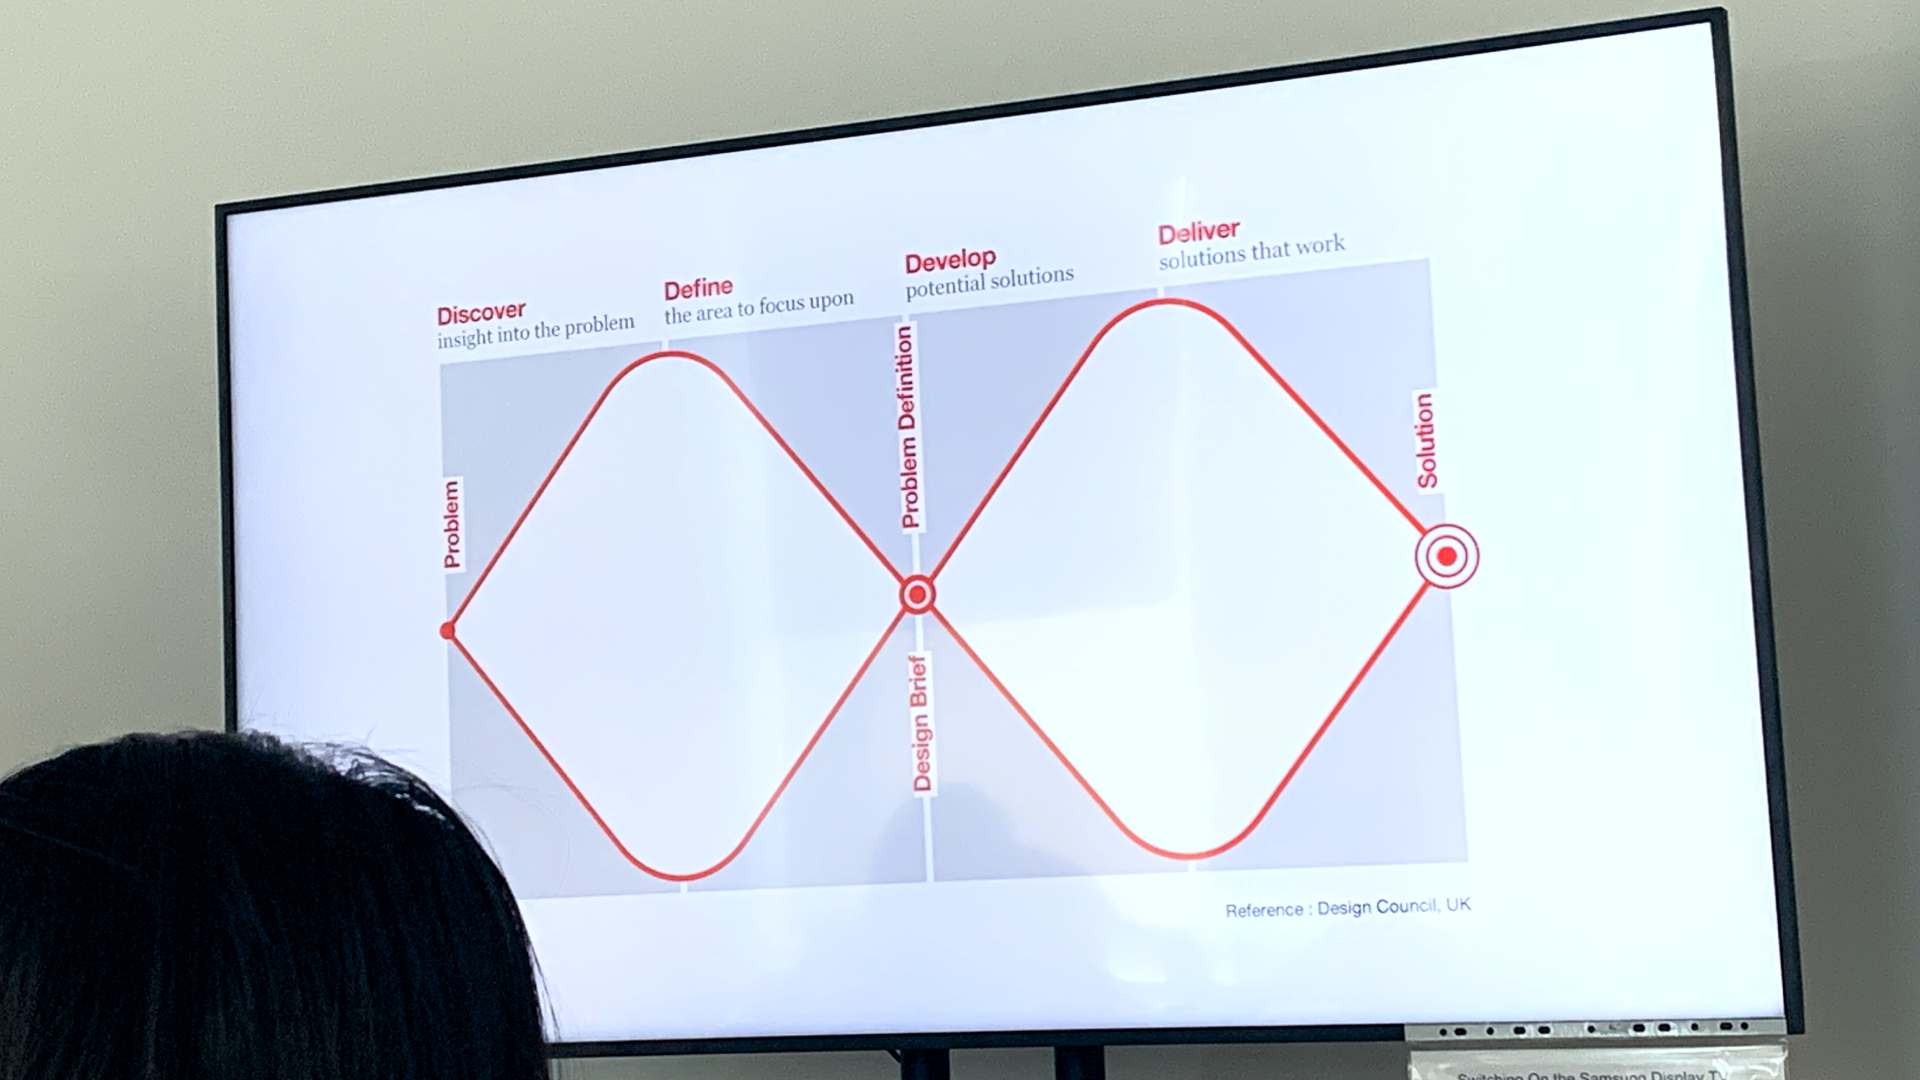 Discover
insight into the problem
Define
the area to focus upon
Develop
potential solutions
Deliver
solutions that work
Problem
Problem Definition
Design Brief
Solution
Reference : Design Council, UK
Switching On the Samsung Display TV